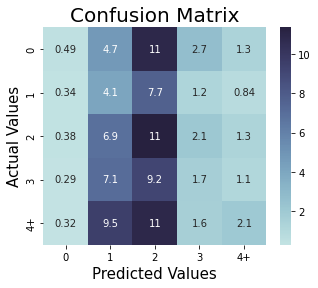 Confusion Matrix
0 0.49 4.7 11 2.7 1.3
1 0.34 4.1 7.7 1.2 0.84
2 0.38 6.9 11 2.1 1.3
3 0.29 7.1 9.2 1.7 1.1
4+ 0.32 9.5 11 1.6 2.1
0 1 2 3 4+
Predicted Values
Actual Values
10
8
6
4
2